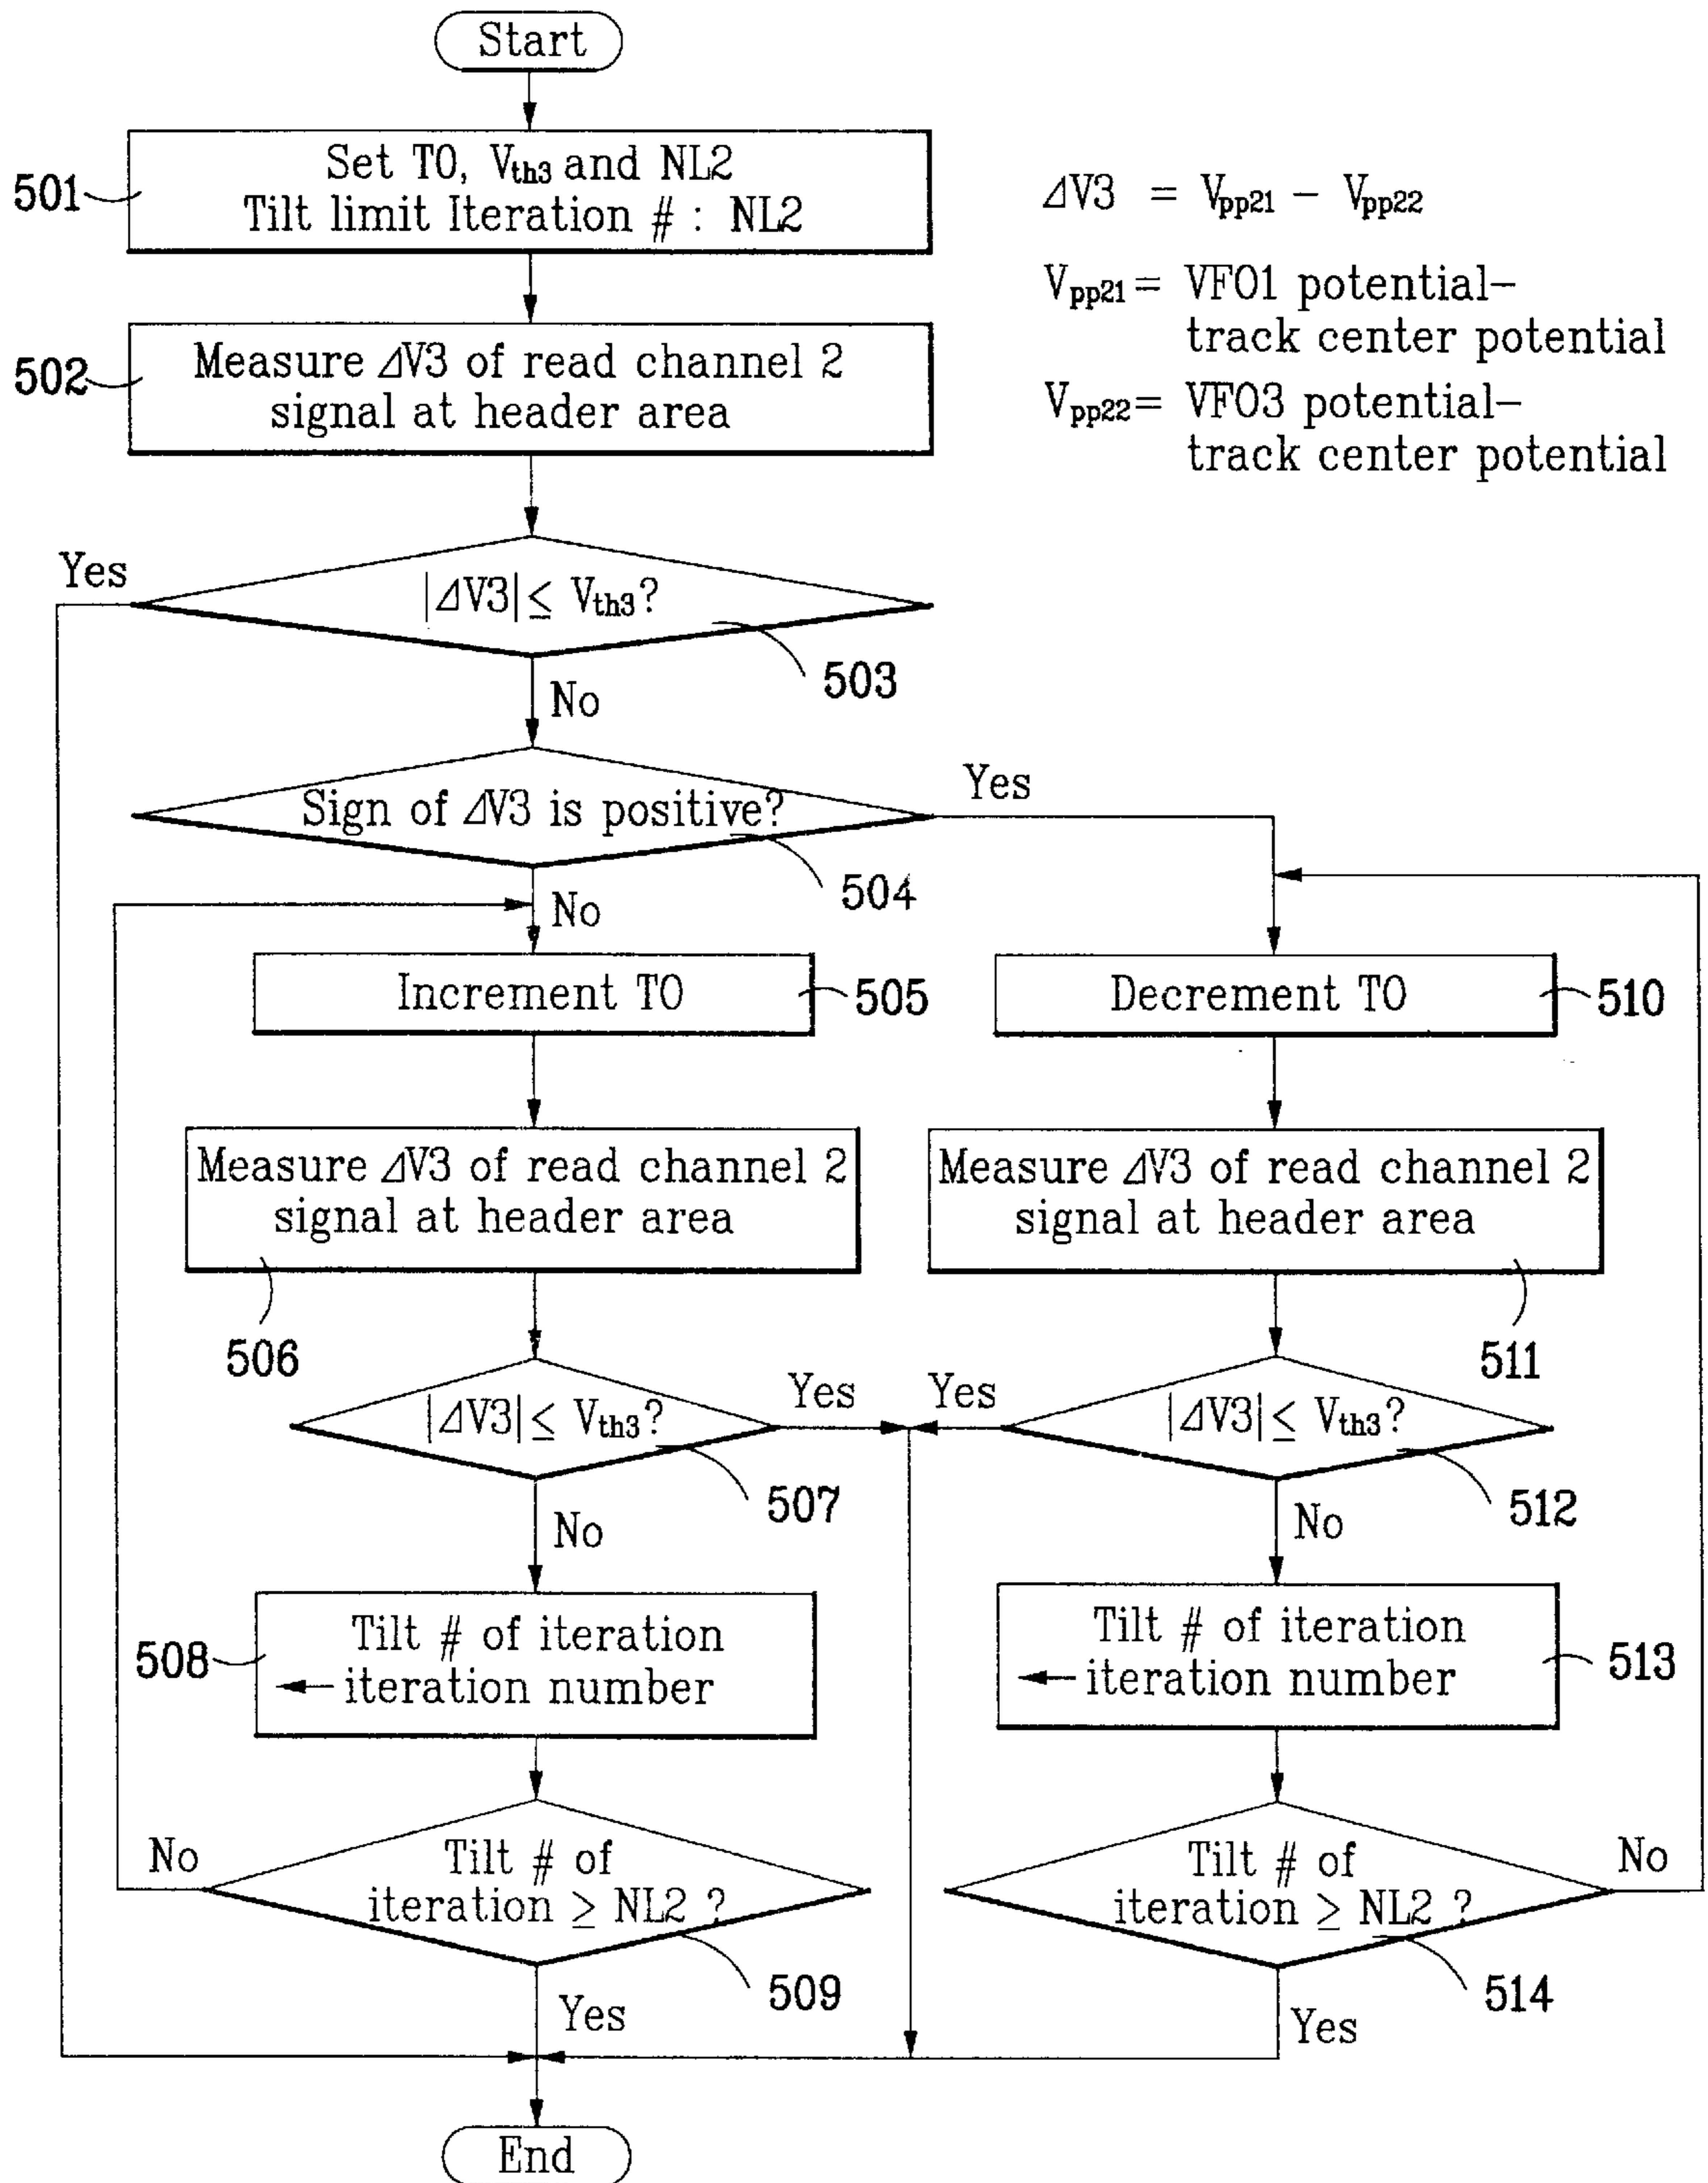 Start
501
Set TO, Vth3 and NL2
Tilt limit Iteration # : NL2
ΔV3 = Vpp21 − Vpp22
Vpp21= VFO1 potential−
track center potential
Vpp22= VFO3 potential−
track center potential
502
Measure ΔV3 of read channel 2
signal at header area
Yes
|ΔV3|≤ Vth3?
503
No
Sign of ΔV3 is positive?
Yes
504
No
Increment TO
505
Decrement TO
510
Measure ΔV3 of read channel 2
signal at header area
506
Measure ΔV3 of read channel 2
signal at header area
511
|ΔV3|≤ Vth3?
Yes
507
No
Yes
|ΔV3|≤ Vth3?
512
No
508
Tilt # of iteration
← iteration number
Tilt # of iteration
← iteration number
513
No
Tilt # of
iteration ≥ NL2 ?
509
Yes
Tilt # of
iteration ≥ NL2 ?
No
514
Yes
End